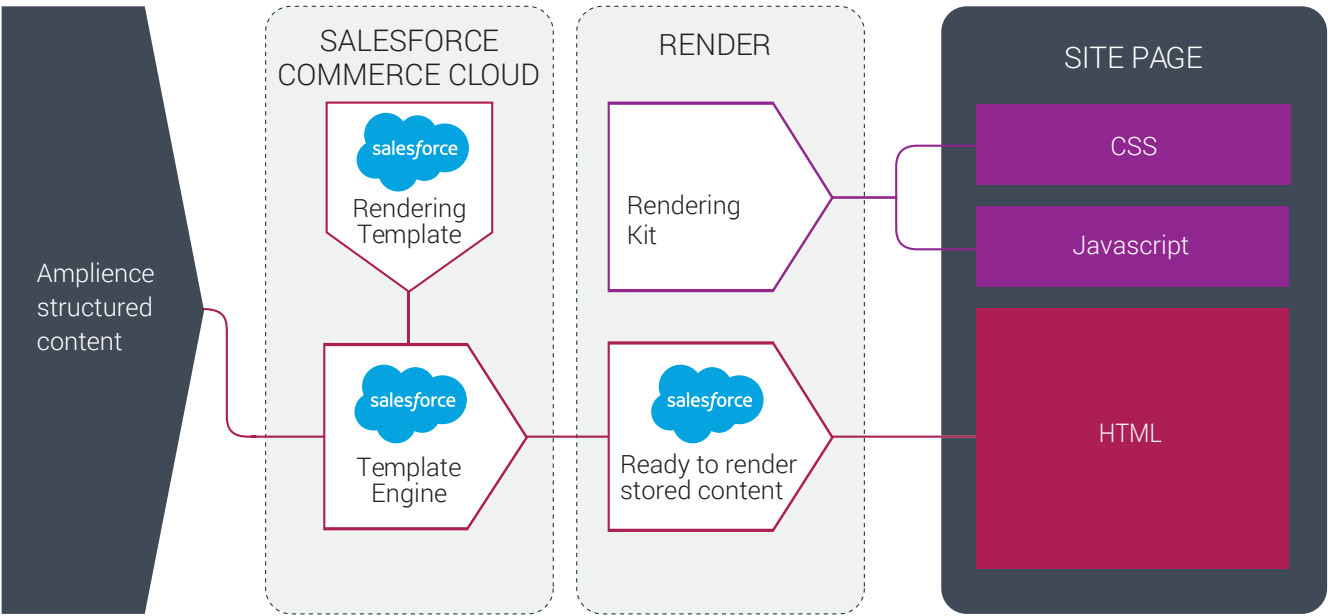 Amplience
structured
content
SALESFORCE
COMMERCE CLOUD
salesforce
Rendering
Template
salesforce
Template
Engine
RENDER
Rendering
Kit
salesforce
Ready to render
stored content
SITE PAGE
CSS
Javascript
HTML